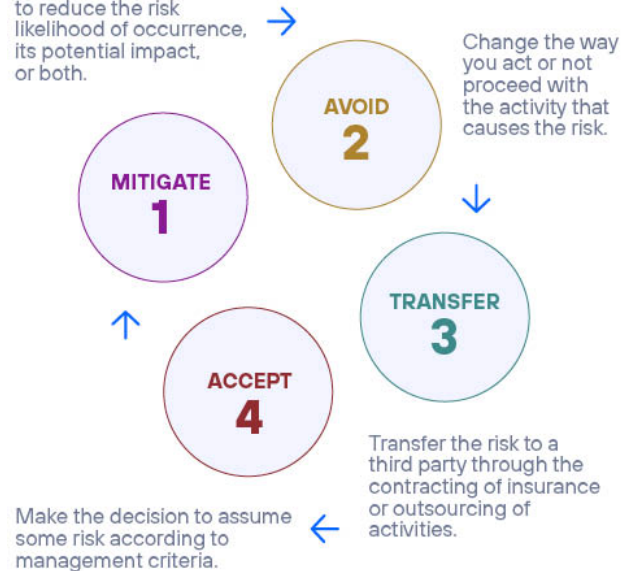 to reduce the risk
likelihood of occurrence,
its potential impact,
or both.
MITIGATE
1
AVOID
2
Change the way
you act or not
proceed with
the activity that
causes the risk.
TRANSFER
3
Transfer the risk to a
third party through the
contracting of insurance
or outsourcing of
activities.
ACCEPT
4
Make the decision to assume
some risk according to
management criteria.